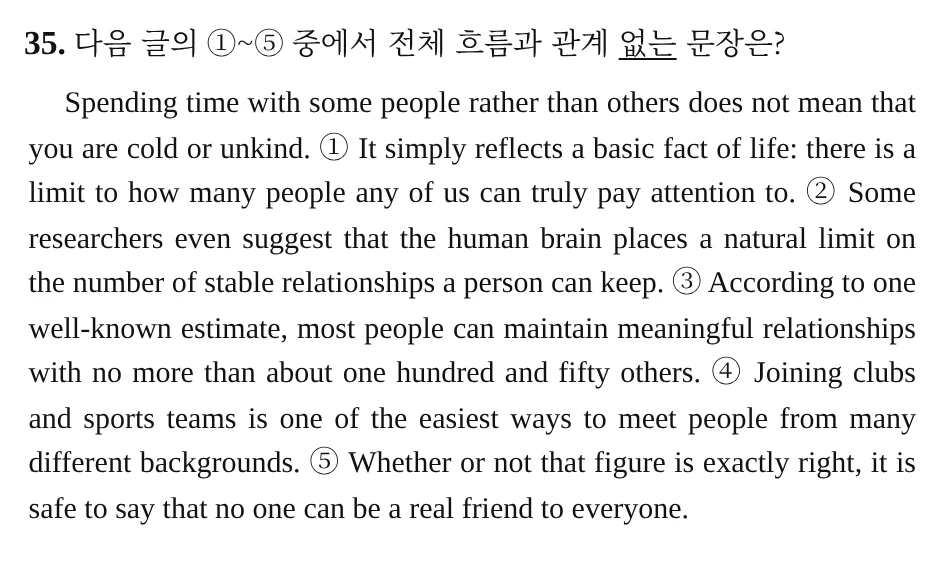 35. 다음 글의 ①~⑤ 중에서 전체 흐름과 관계 없는 문장은?
Spending time with some people rather than others does not mean that
you are cold or unkind. ① It simply reflects a basic fact of life: there is a
limit to how many people any of us can truly pay attention to. ② Some
researchers even suggest that the human brain places a natural limit on
the number of stable relationships a person can keep. ③ According to one
well-known estimate, most people can maintain meaningful relationships
with no more than about one hundred and fifty others. ④ Joining clubs
and sports teams is one of the easiest ways to meet people from many
different backgrounds. ⑤ Whether or not that figure is exactly right, it is
safe to say that no one can be a real friend to everyone.